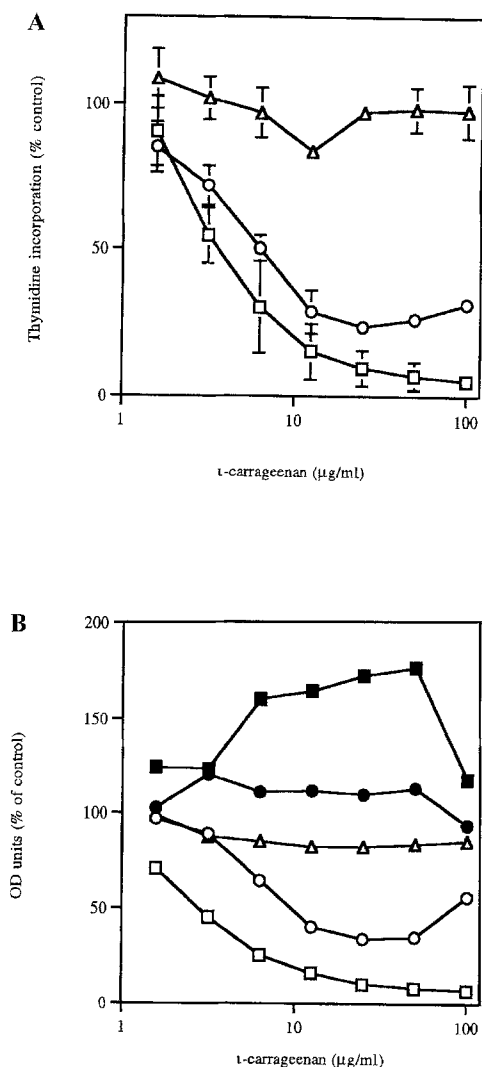 A
Thymidine incorporation (% control)
100
50
0
1
10
100
ι-carrageenan (µg/ml)
B
OD units (% of control)
200
150
100
50
0
1
10
100
ι-carrageenan (µg/ml)